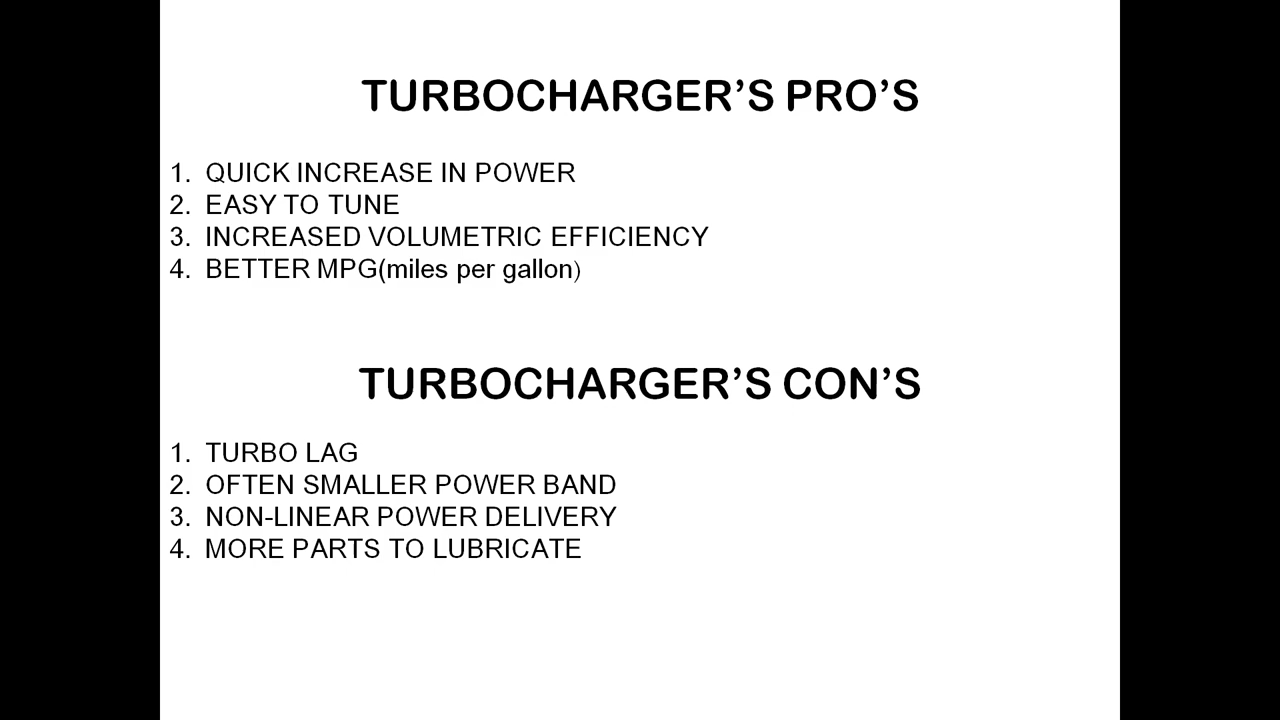 TURBOCHARGER’S PRO’S
1. QUICK INCREASE IN POWER
2. EASY TO TUNE
3. INCREASED VOLUMETRIC EFFICIENCY
4. BETTER MPG(miles per gallon)
TURBOCHARGER’S CON’S
1. TURBO LAG
2. OFTEN SMALLER POWER BAND
3. NON-LINEAR POWER DELIVERY
4. MORE PARTS TO LUBRICATE